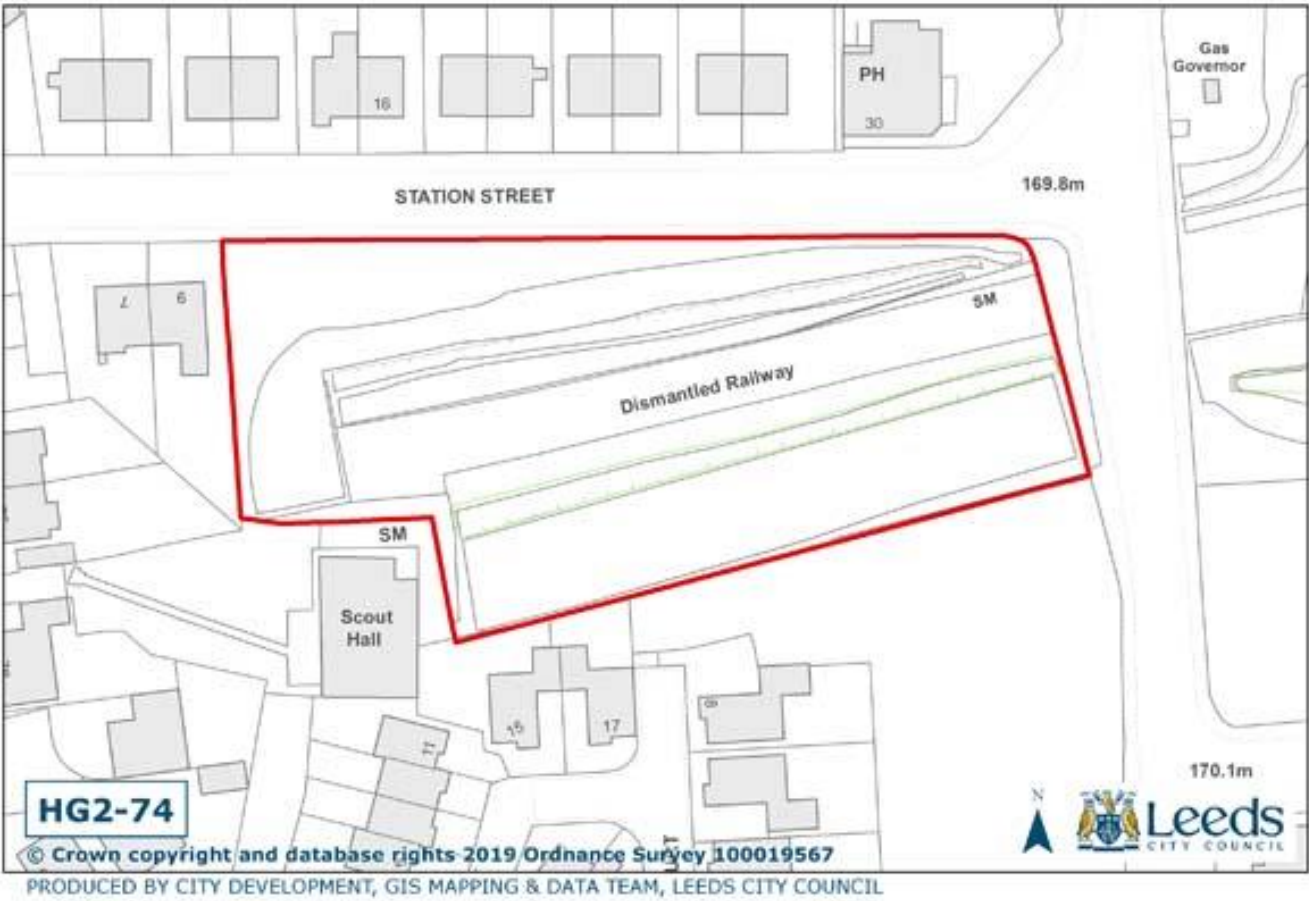 Gas
Governor
PH
16
30
STATION STREET
169.8m
7
9
SM
Dismantled Railway
SM
Scout
Hall
15
17
8
11
170.1m
N
HG2-74
Leeds
CITY COUNCIL
© Crown copyright and database rights 2019 Ordnance Survey 100019567
PRODUCED BY CITY DEVELOPMENT, GIS MAPPING & DATA TEAM, LEEDS CITY COUNCIL